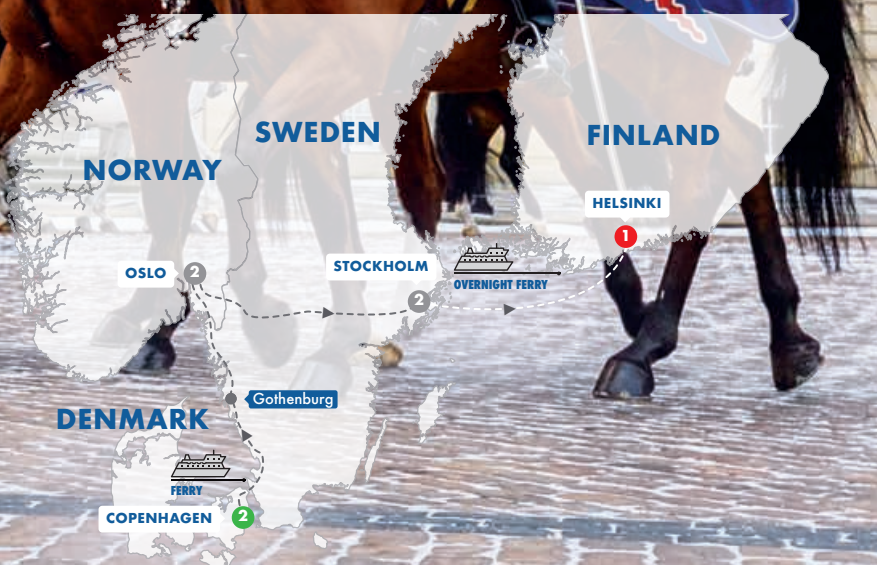 SWEDEN
FINLAND
NORWAY
HELSINKI
1
OSLO
2
STOCKHOLM
2
OVERNIGHT FERRY
Gothenburg
DENMARK
FERRY
COPENHAGEN
2